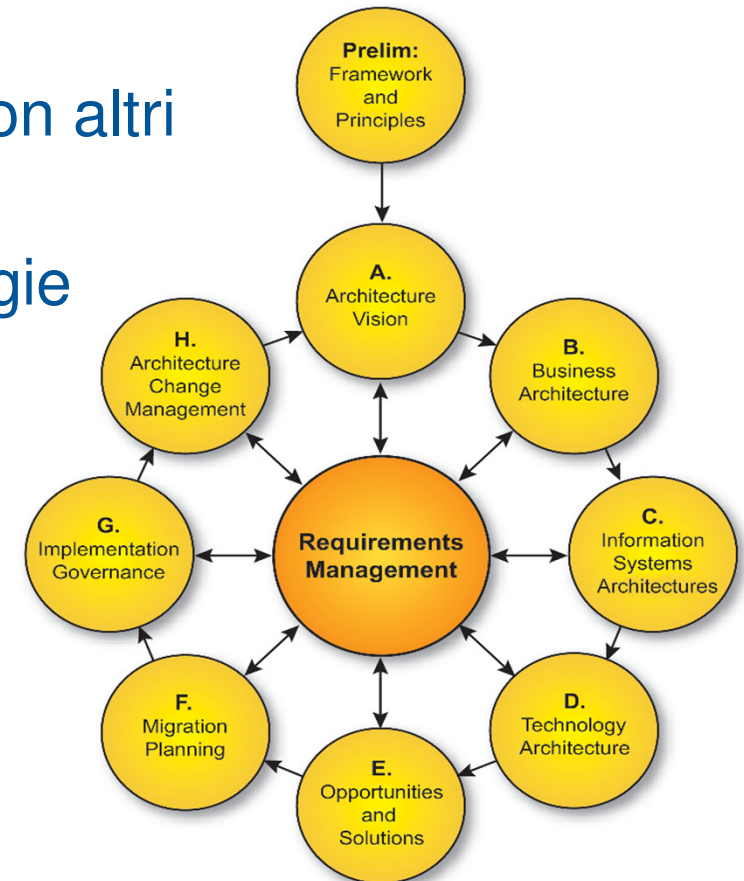 on altri
gie
Prelim:
Framework
and
Principles
A.
Architecture
Vision
B.
Business
Architecture
C.
Information
Systems
Architectures
D.
Technology
Architecture
E.
Opportunities
and
Solutions
F.
Migration
Planning
G.
Implementation
Governance
H.
Architecture
Change
Management
Requirements
Management